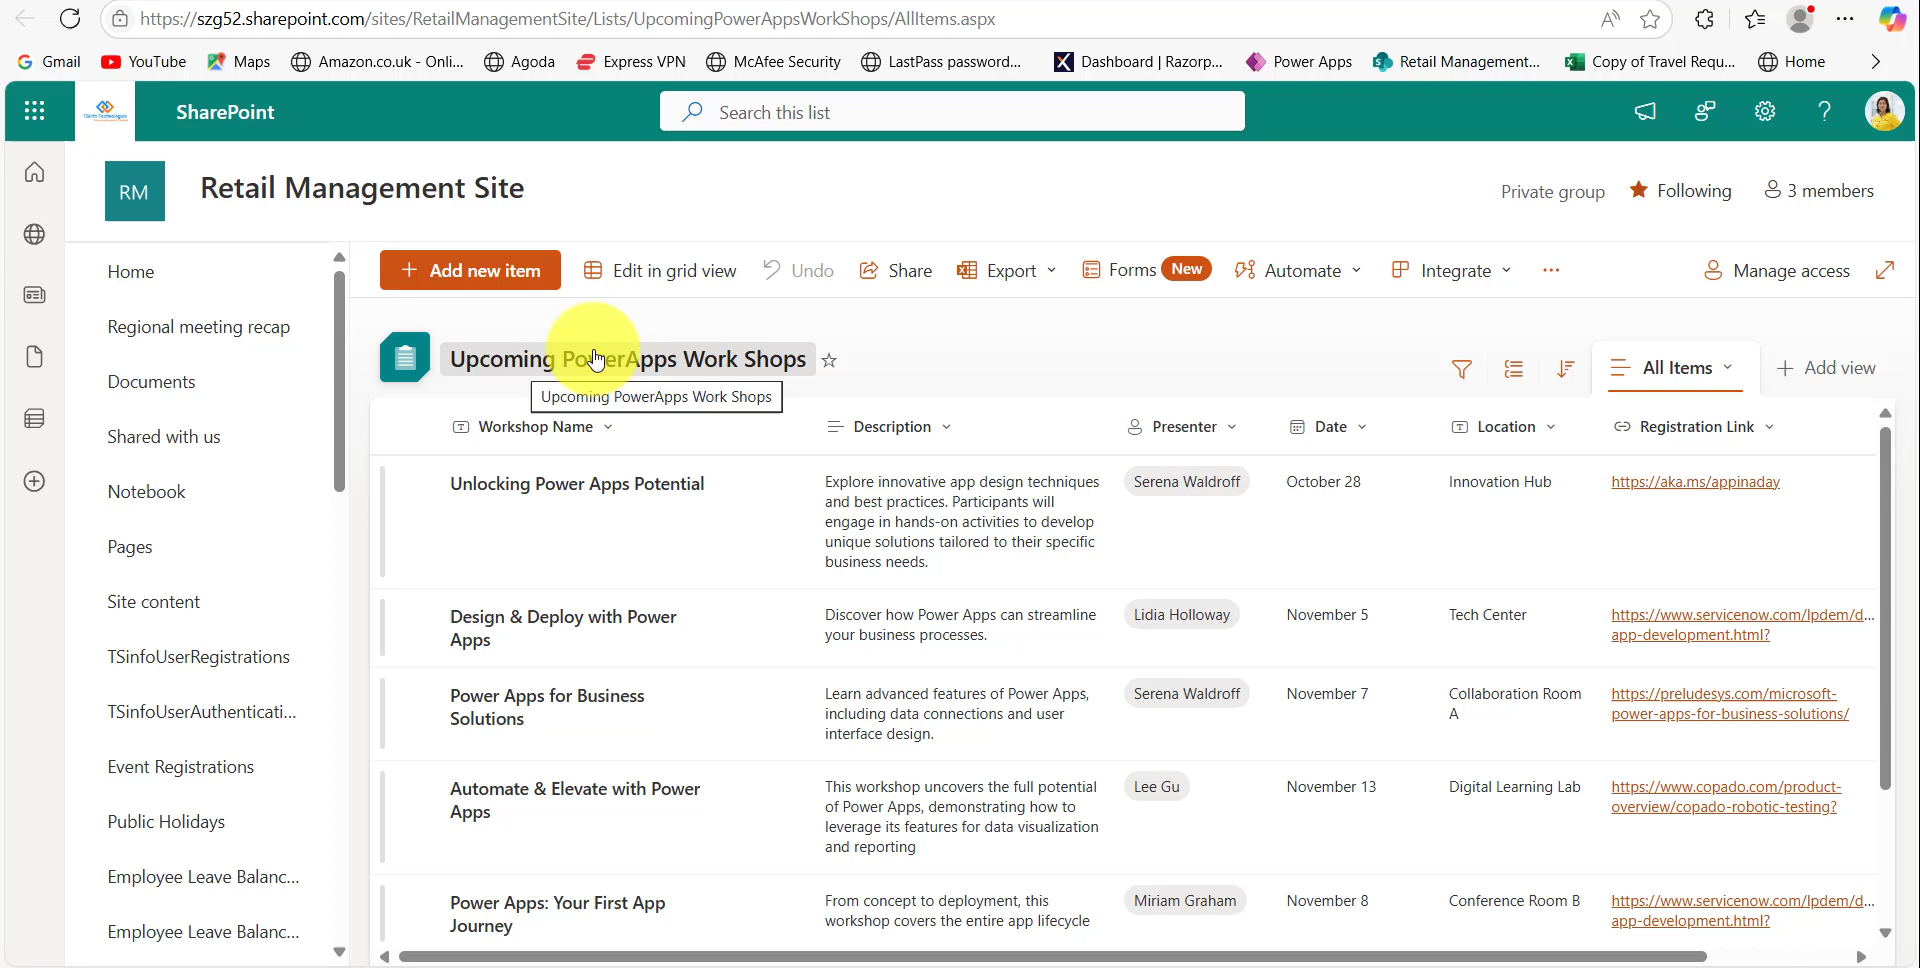 https://szg52.sharepoint.com/sites/RetailManagementSite/Lists/UpcomingPowerAppsWorkShops/AllItems.aspx
Gmail YouTube Maps Amazon.co.uk - Onli... Agoda Express VPN McAfee Security LastPass password... Dashboard | Razorp... Power Apps Retail Management... Copy of Travel Requ... Home
TSInfo Technologies
SharePoint
Search this list
RM
Retail Management Site
Private group Following 3 members
Home
Regional meeting recap
Documents
Shared with us
Notebook
Pages
Site content
TSinfoUserRegistrations
TSinfoUserAuthenticati...
Event Registrations
Public Holidays
Employee Leave Balanc...
Employee Leave Balanc...
+ Add new item Edit in grid view Undo Share Export Forms New Automate Integrate ... Manage access
Upcoming PowerApps Work Shops
Upcoming PowerApps Work Shops
All Items + Add view
Workshop Name Description Presenter Date Location Registration Link
Unlocking Power Apps Potential
Explore innovative app design techniques
and best practices. Participants will
engage in hands-on activities to develop
unique solutions tailored to their specific
business needs.
Serena Waldroff
October 28
Innovation Hub
https://aka.ms/appinaday
Design & Deploy with Power
Apps
Discover how Power Apps can streamline
your business processes.
Lidia Holloway
November 5
Tech Center
https://www.servicenow.com/lpdem/d...
app-development.html?
Power Apps for Business
Solutions
Learn advanced features of Power Apps,
including data connections and user
interface design.
Serena Waldroff
November 7
Collaboration Room
A
https://preludesys.com/microsoft-
power-apps-for-business-solutions/
Automate & Elevate with Power
Apps
This workshop uncovers the full potential
of Power Apps, demonstrating how to
leverage its features for data visualization
and reporting
Lee Gu
November 13
Digital Learning Lab
https://www.copado.com/product-
overview/copado-robotic-testing?
Power Apps: Your First App
Journey
From concept to deployment, this
workshop covers the entire app lifecycle
Miriam Graham
November 8
Conference Room B
https://www.servicenow.com/lpdem/d...
app-development.html?